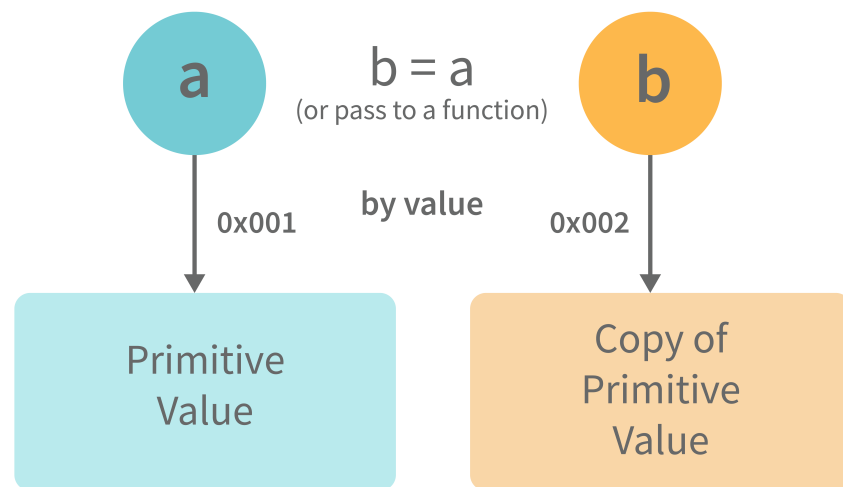 a
b = a
b
(or pass to a function)
by value
0x001
0x002
Primitive
Value
Copy of
Primitive
Value